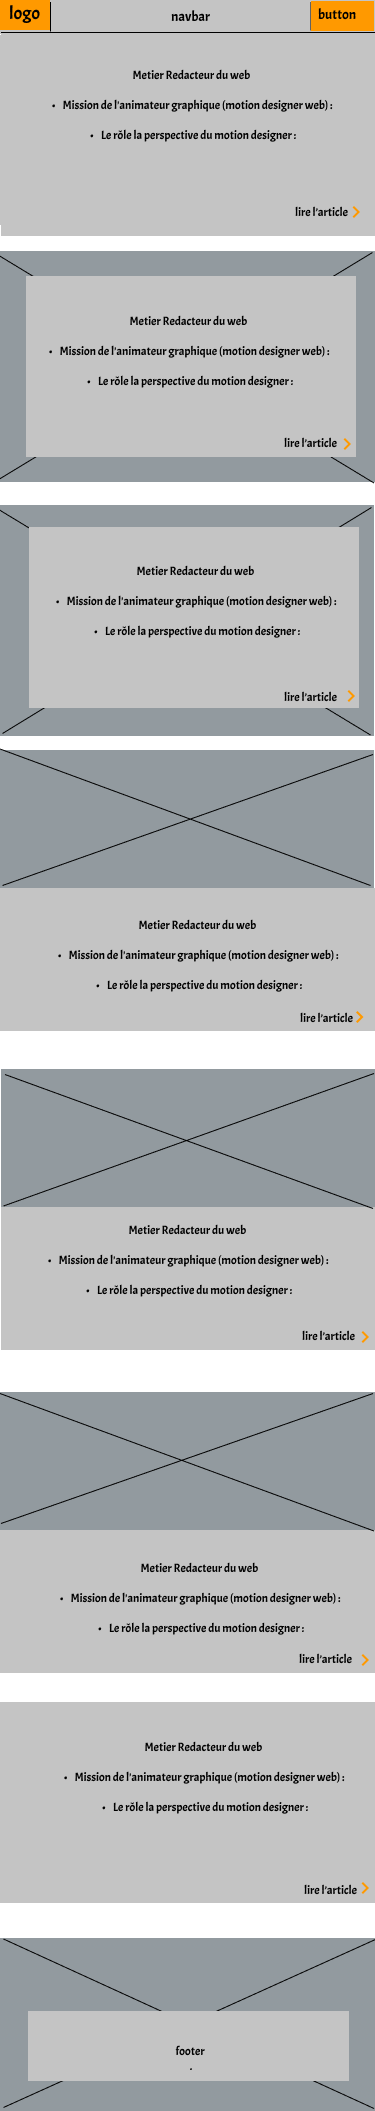 logo
navbar
button
Metier Redacteur du web
• Mission de l'animateur graphique (motion designer web) :
• Le rôle la perspective du motion designer :
lire l'article
Metier Redacteur du web
• Mission de l'animateur graphique (motion designer web) :
• Le rôle la perspective du motion designer :
lire l'article
Metier Redacteur du web
• Mission de l'animateur graphique (motion designer web) :
• Le rôle la perspective du motion designer :
lire l'article
Metier Redacteur du web
• Mission de l'animateur graphique (motion designer web) :
• Le rôle la perspective du motion designer :
lire l'article
Metier Redacteur du web
• Mission de l'animateur graphique (motion designer web) :
• Le rôle la perspective du motion designer :
lire l'article
Metier Redacteur du web
• Mission de l'animateur graphique (motion designer web) :
• Le rôle la perspective du motion designer :
lire l'article
Metier Redacteur du web
• Mission de l'animateur graphique (motion designer web) :
• Le rôle la perspective du motion designer :
lire l'article
footer
.